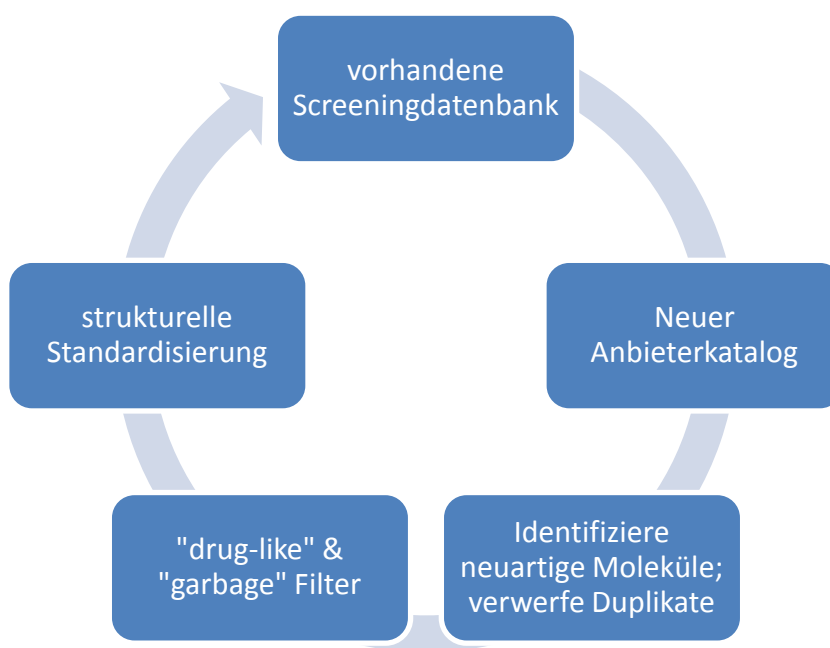 vorhandene
Screeningdatenbank
Neuer
Anbieterkatalog
Identifiziere
neuartige Moleküle;
verwerfe Duplikate
"drug-like" &
"garbage" Filter
strukturelle
Standardisierung